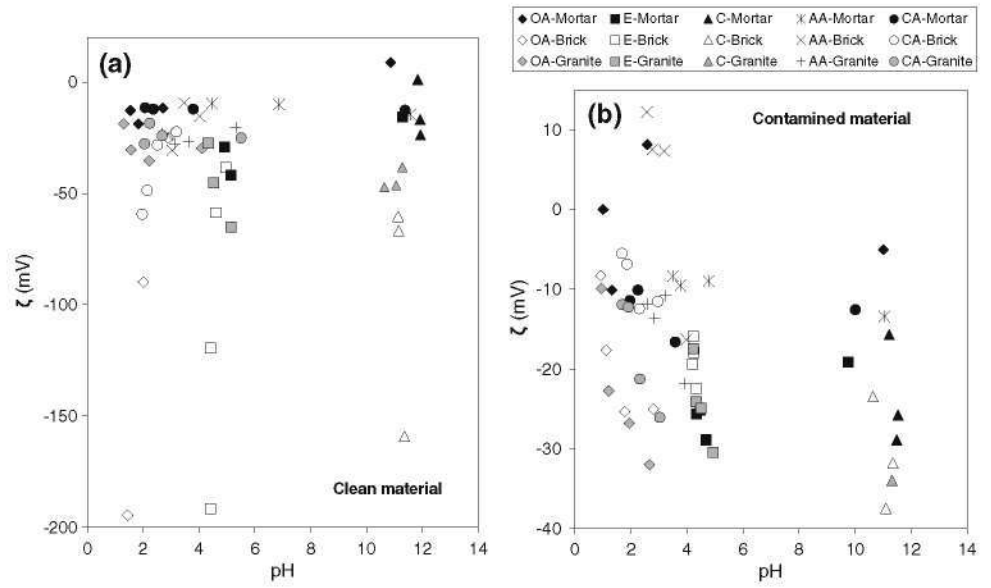 OA-Mortar E-Mortar C-Mortar AA-Mortar CA-Mortar
OA-Brick E-Brick C-Brick AA-Brick CA-Brick
OA-Granite E-Granite C-Granite AA-Granite CA-Granite
(a)
0
-50
-100
-150
-200
ζ (mV)
Clean material
0 2 4 6 8 10 12 14
pH
(b)
Contamined material
10
5
0
-10
-20
-30
-40
ζ (mV)
0 2 4 6 8 10 12 14
pH